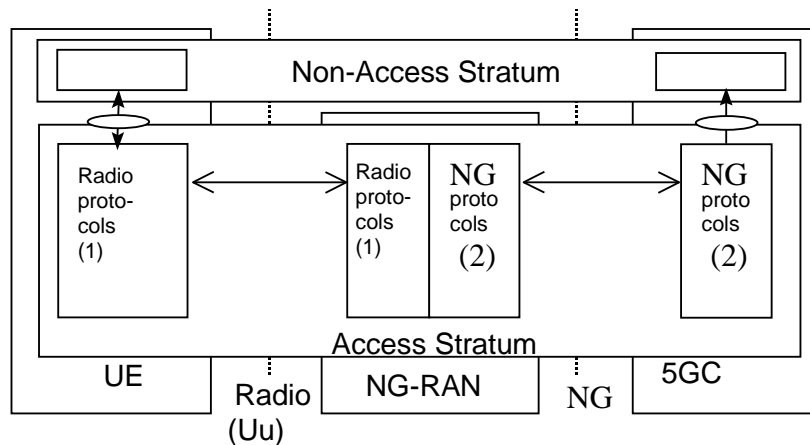 Non-Access Stratum
Radio
proto-
cols
(1)
Radio
proto-
cols
(1)
NG
proto
cols
(2)
NG
proto
cols
(2)
Access Stratum
UE
Radio
(Uu)
NG-RAN
NG
5GC